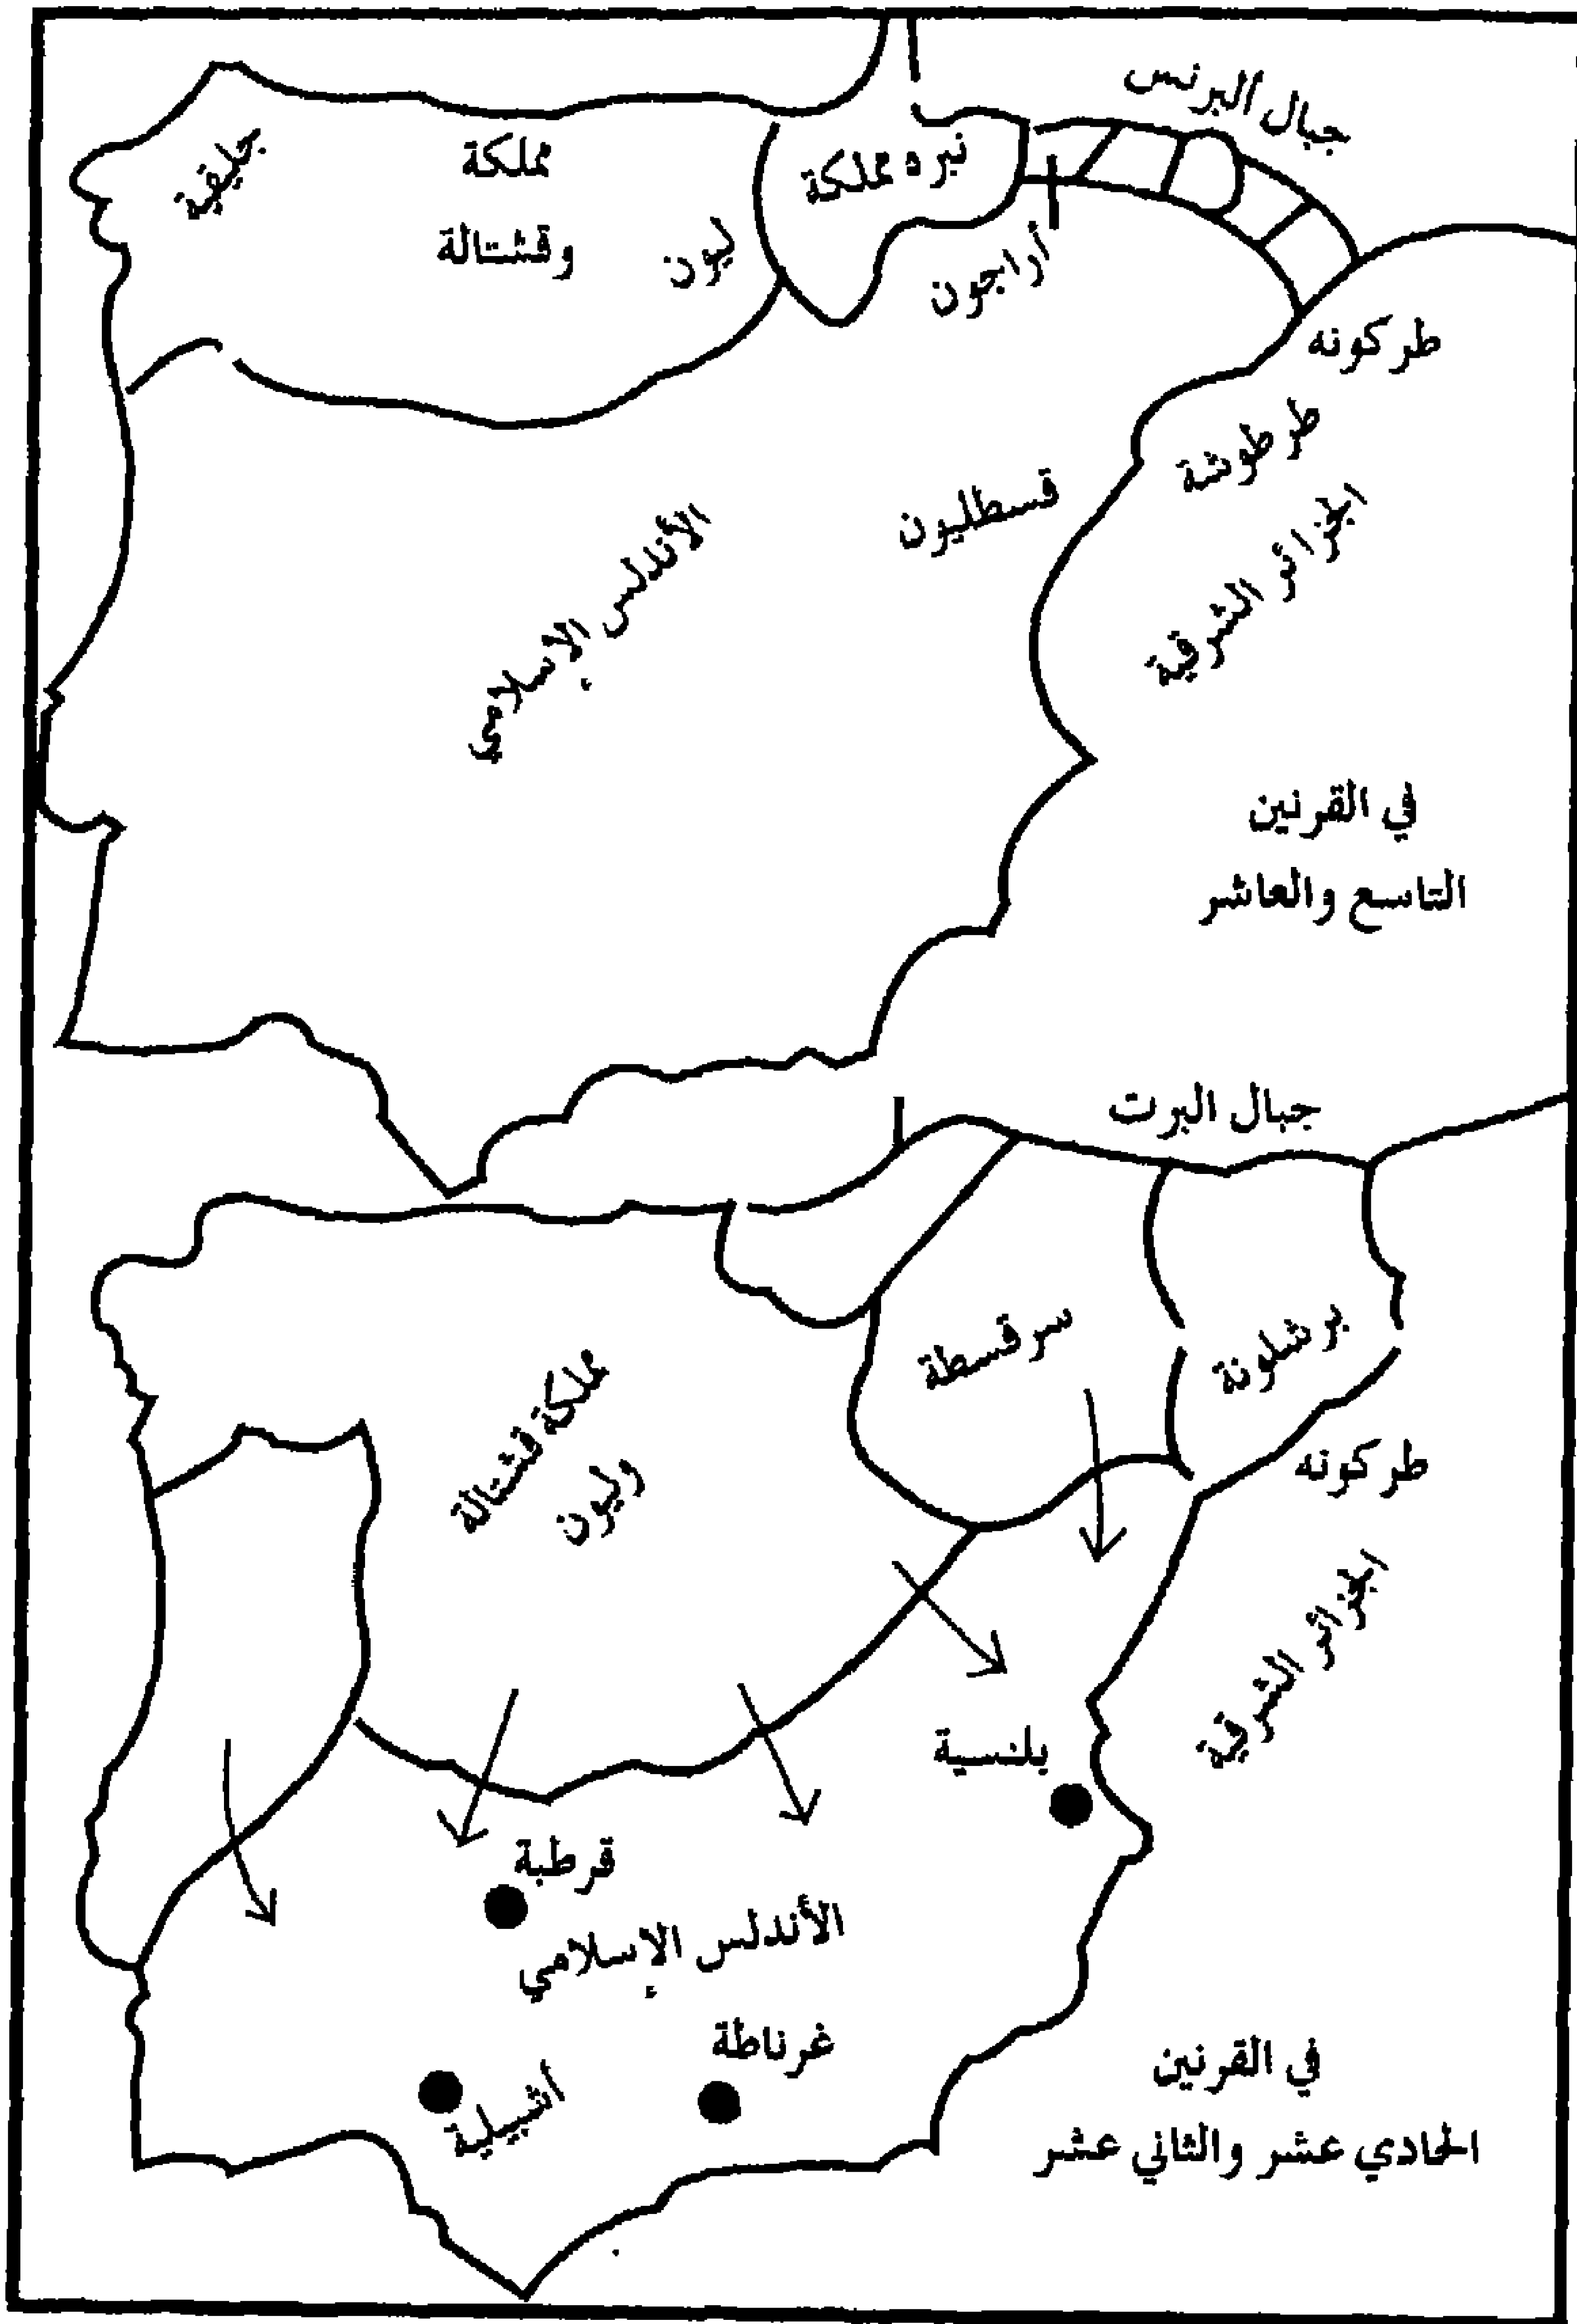 جبال البرنس
جليقية
مملكة
وقشتالة
ليون
نبره مملكة
أراجون
طركونه
طرطوشة
قسطليون
الجزائر الشرقية
الأندلس الإسلامي
في القرنين
التاسع والعاشر
جبال البرت
سرقسطة
برشلونة
مملكة قشتالة
وليون
طركونه
الجزائر الشرقية
بلنسية
قرطبة
الأندلس الإسلامي
غرناطة
أشبيلية
في القرنين
الحادي عشر والثاني عشر